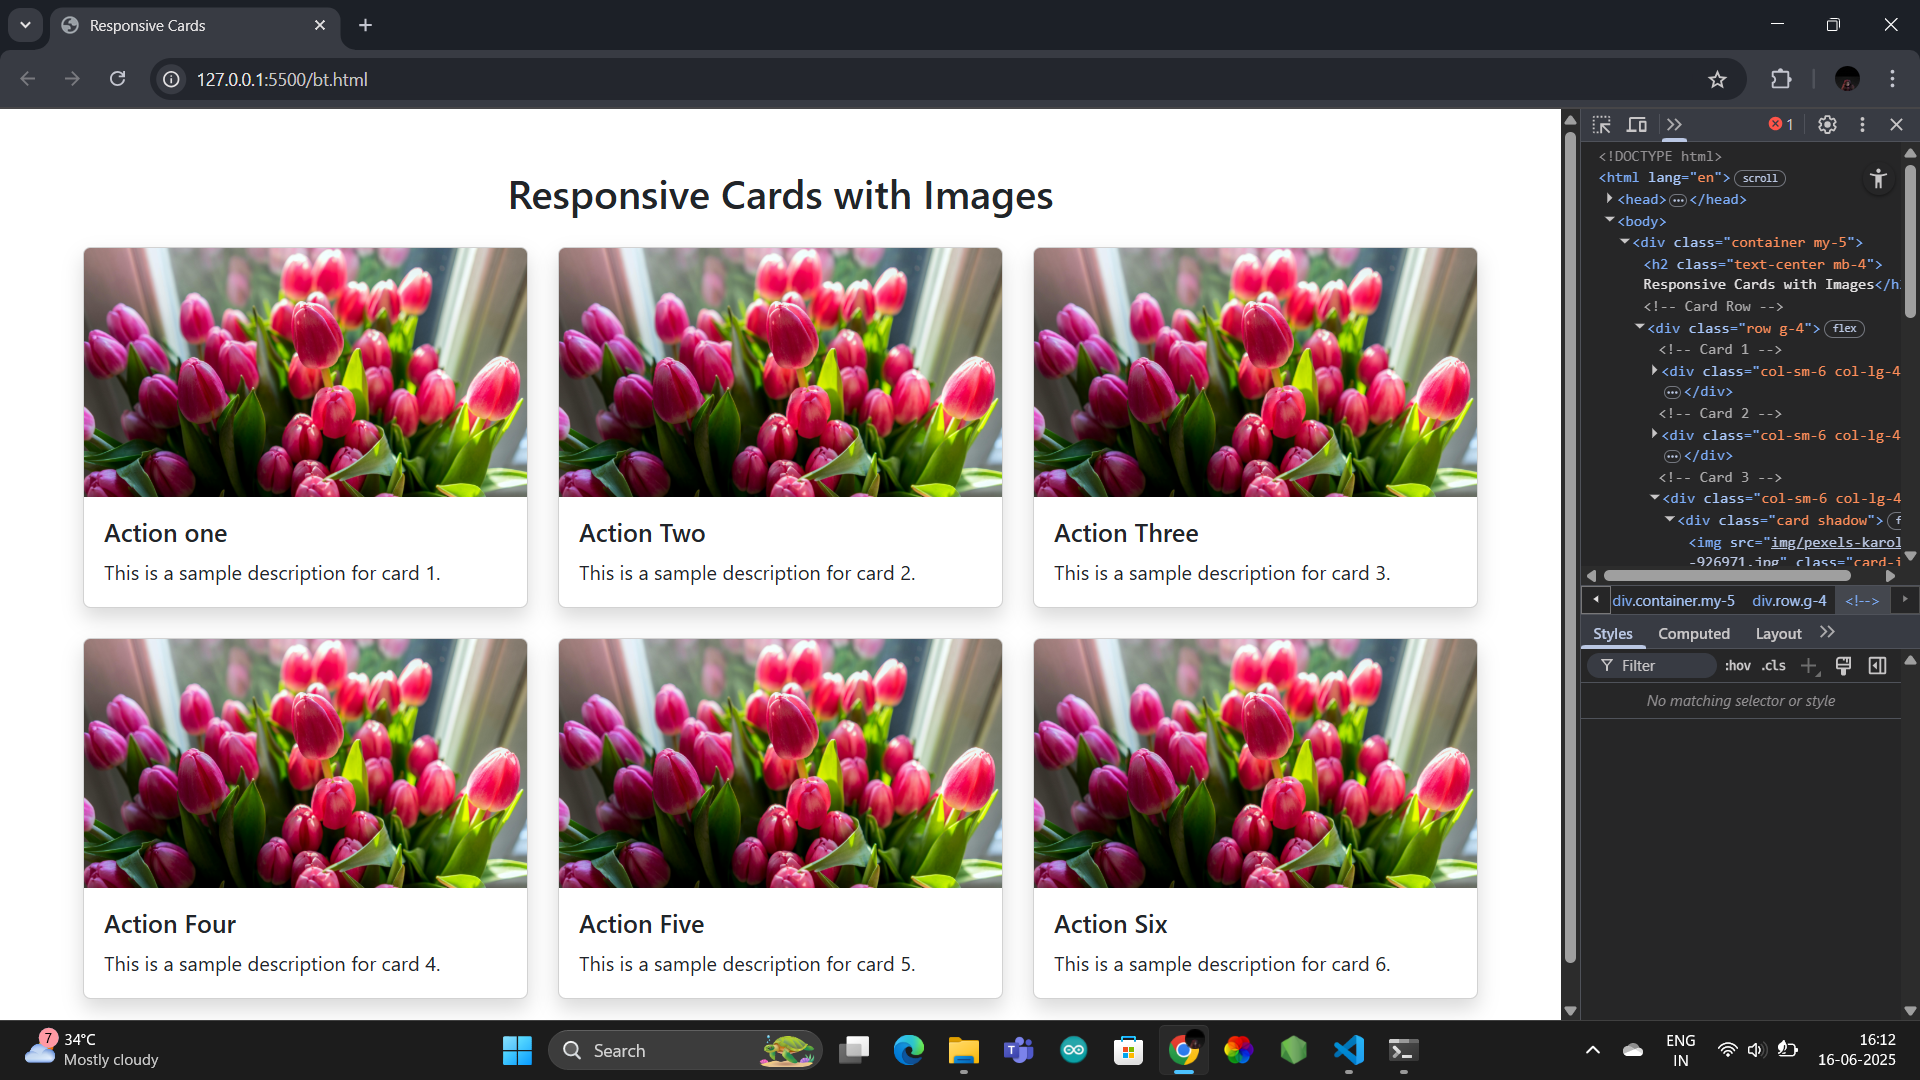 Responsive Cards
127.0.0.1:5500/bt.html
Responsive Cards with Images
Action one
This is a sample description for card 1.
Action Two
This is a sample description for card 2.
Action Three
This is a sample description for card 3.
Action Four
This is a sample description for card 4.
Action Five
This is a sample description for card 5.
Action Six
This is a sample description for card 6.
1
<!DOCTYPE html>
<html lang="en"> scroll
<head> ••• </head>
<body>
<div class="container my-5">
<h2 class="text-center mb-4">
Responsive Cards with Images</h
<!-- Card Row -->
<div class="row g-4"> flex
<!-- Card 1 -->
<div class="col-sm-6 col-lg-4
••• </div>
<!-- Card 2 -->
<div class="col-sm-6 col-lg-4
••• </div>
<!-- Card 3 -->
<div class="col-sm-6 col-lg-4
<div class="card shadow"> f
<img src="img/pexels-karol
-926971.jpg" class="card-i
div.container.my-5 div.row.g-4 <!-->
Styles Computed Layout
Filter :hov .cls
No matching selector or style
7
34°C
Mostly cloudy
Search
ENG
IN
16:12
16-06-2025